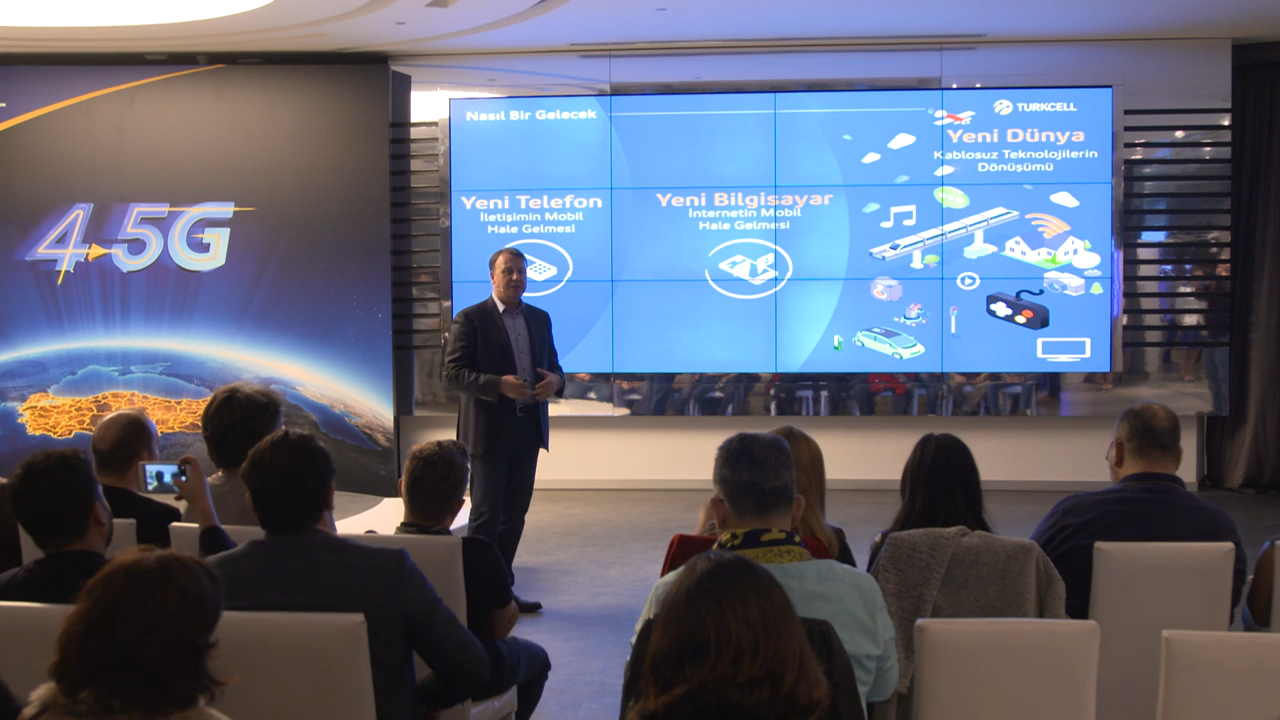 4.5G
Nasıl Bir Gelecek
TURKCELL
Yeni Dünya
Kablosuz Teknolojilerin
Dönüşümü
Yeni Telefon
İletişimin Mobil
Hale Gelmesi
Yeni Bilgisayar
İnternetin Mobil
Hale Gelmesi